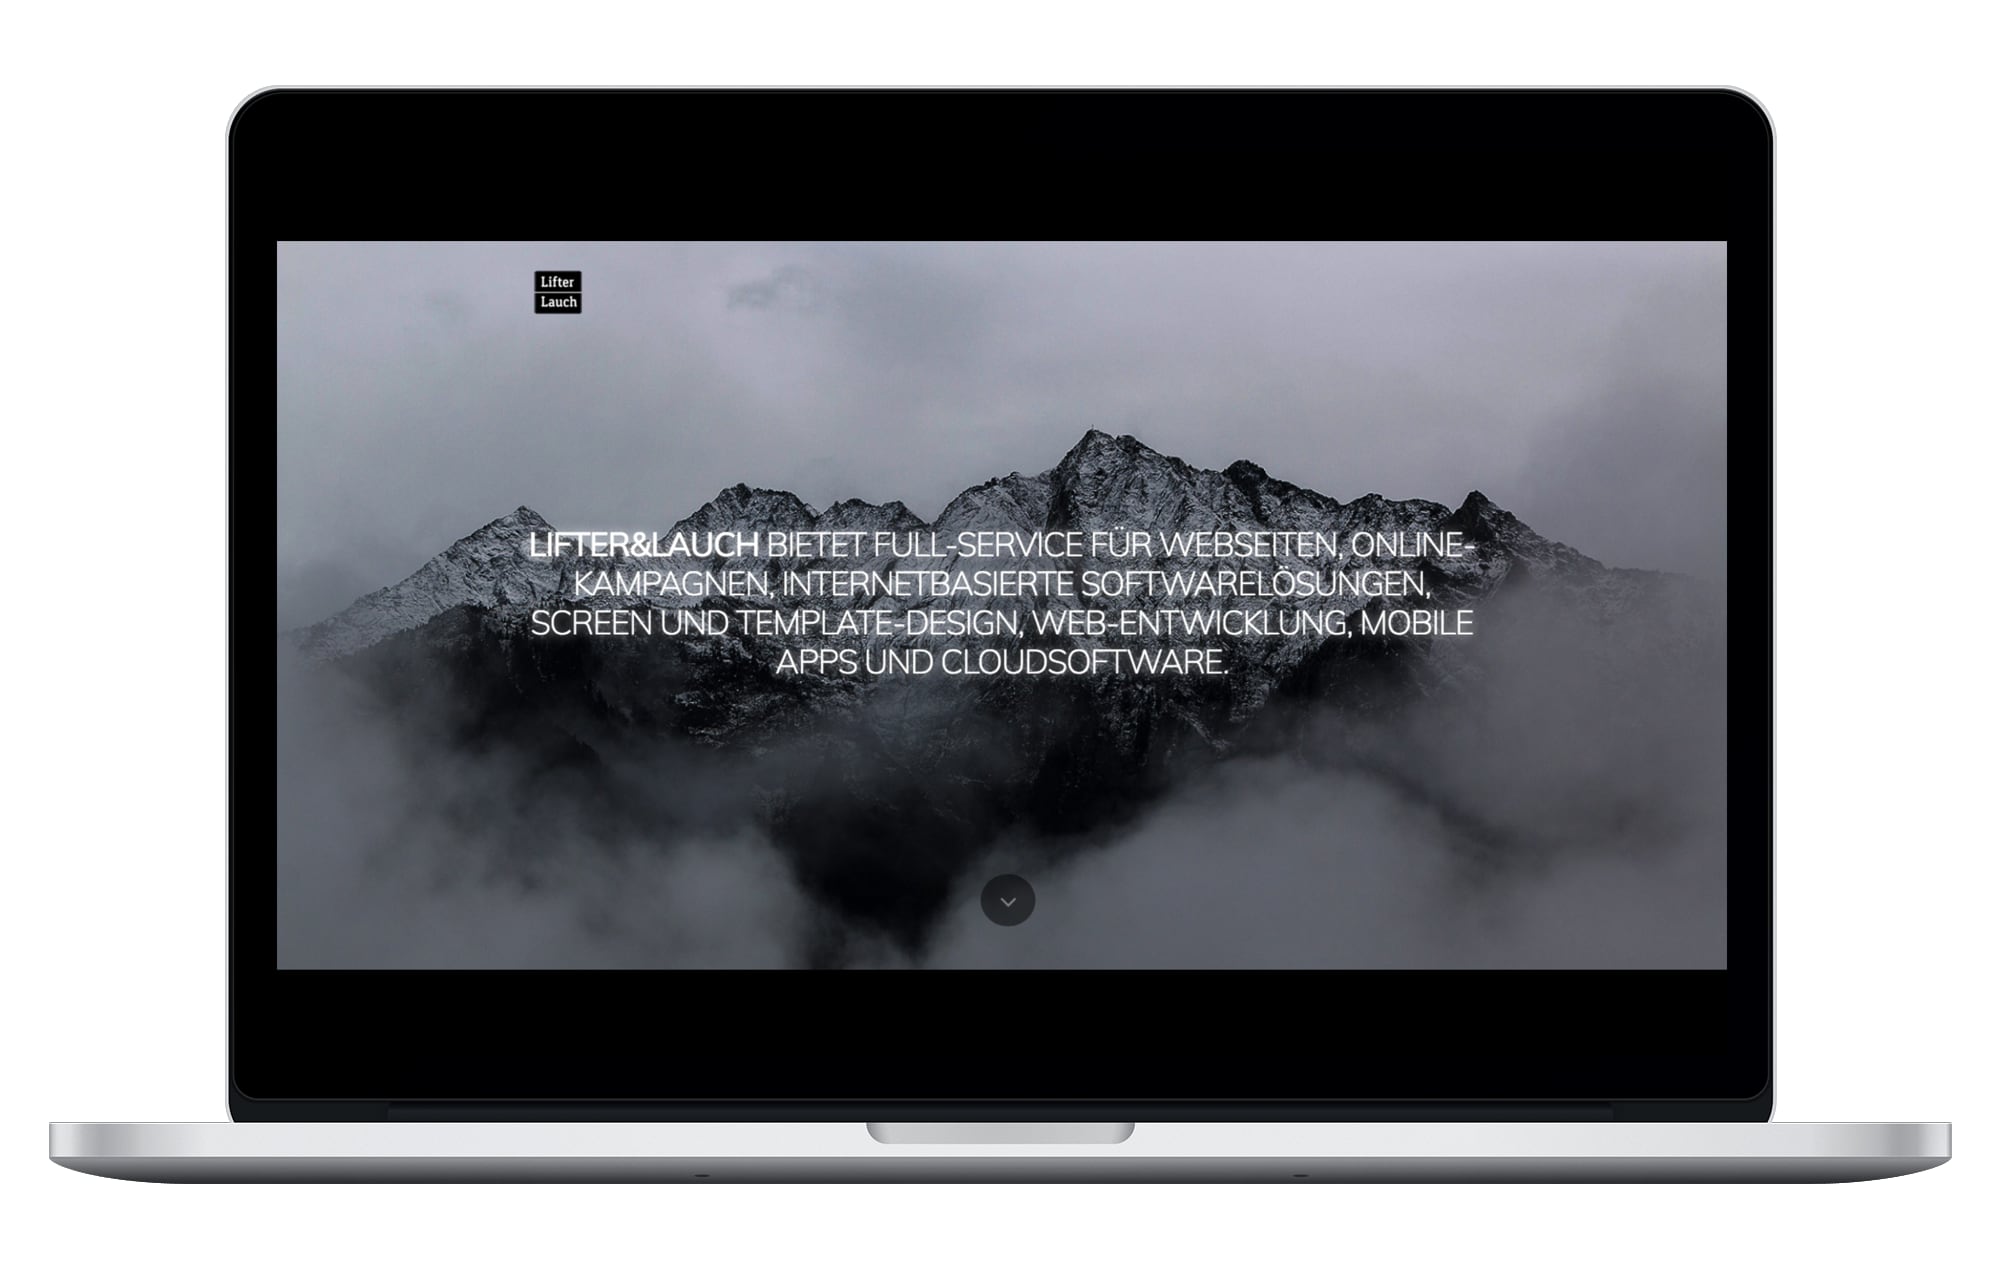 Lifter
Lauch
LIFTER&LAUCH BIETET FULL-SERVICE FÜR WEBSEITEN, ONLINE-
KAMPAGNEN, INTERNETBASIERTE SOFTWARELÖSUNGEN,
SCREEN UND TEMPLATE-DESIGN, WEB-ENTWICKLUNG, MOBILE
APPS UND CLOUDSOFTWARE.